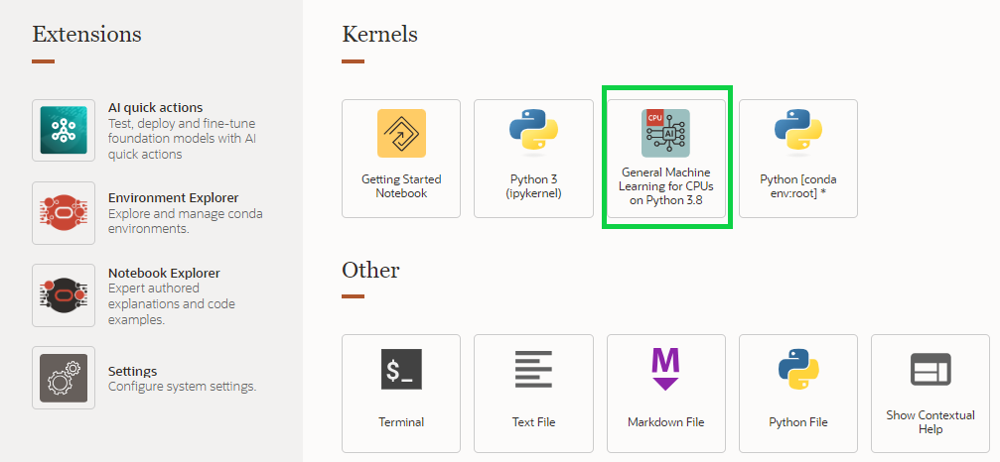 Extensions
AI quick actions
Test, deploy and fine-tune
foundation models with AI
quick actions
Environment Explorer
Explore and manage conda
environments.
Notebook Explorer
Expert authored
explanations and code
examples.
Settings
Configure system settings.
Kernels
Getting Started
Notebook
Python 3
(ipykernel)
CPU
AI
General Machine
Learning for CPUs
on Python 3.8
Python [conda
env:root] *
Other
$_
Terminal
Text File
M
Markdown File
Python File
Show Contextual
Help